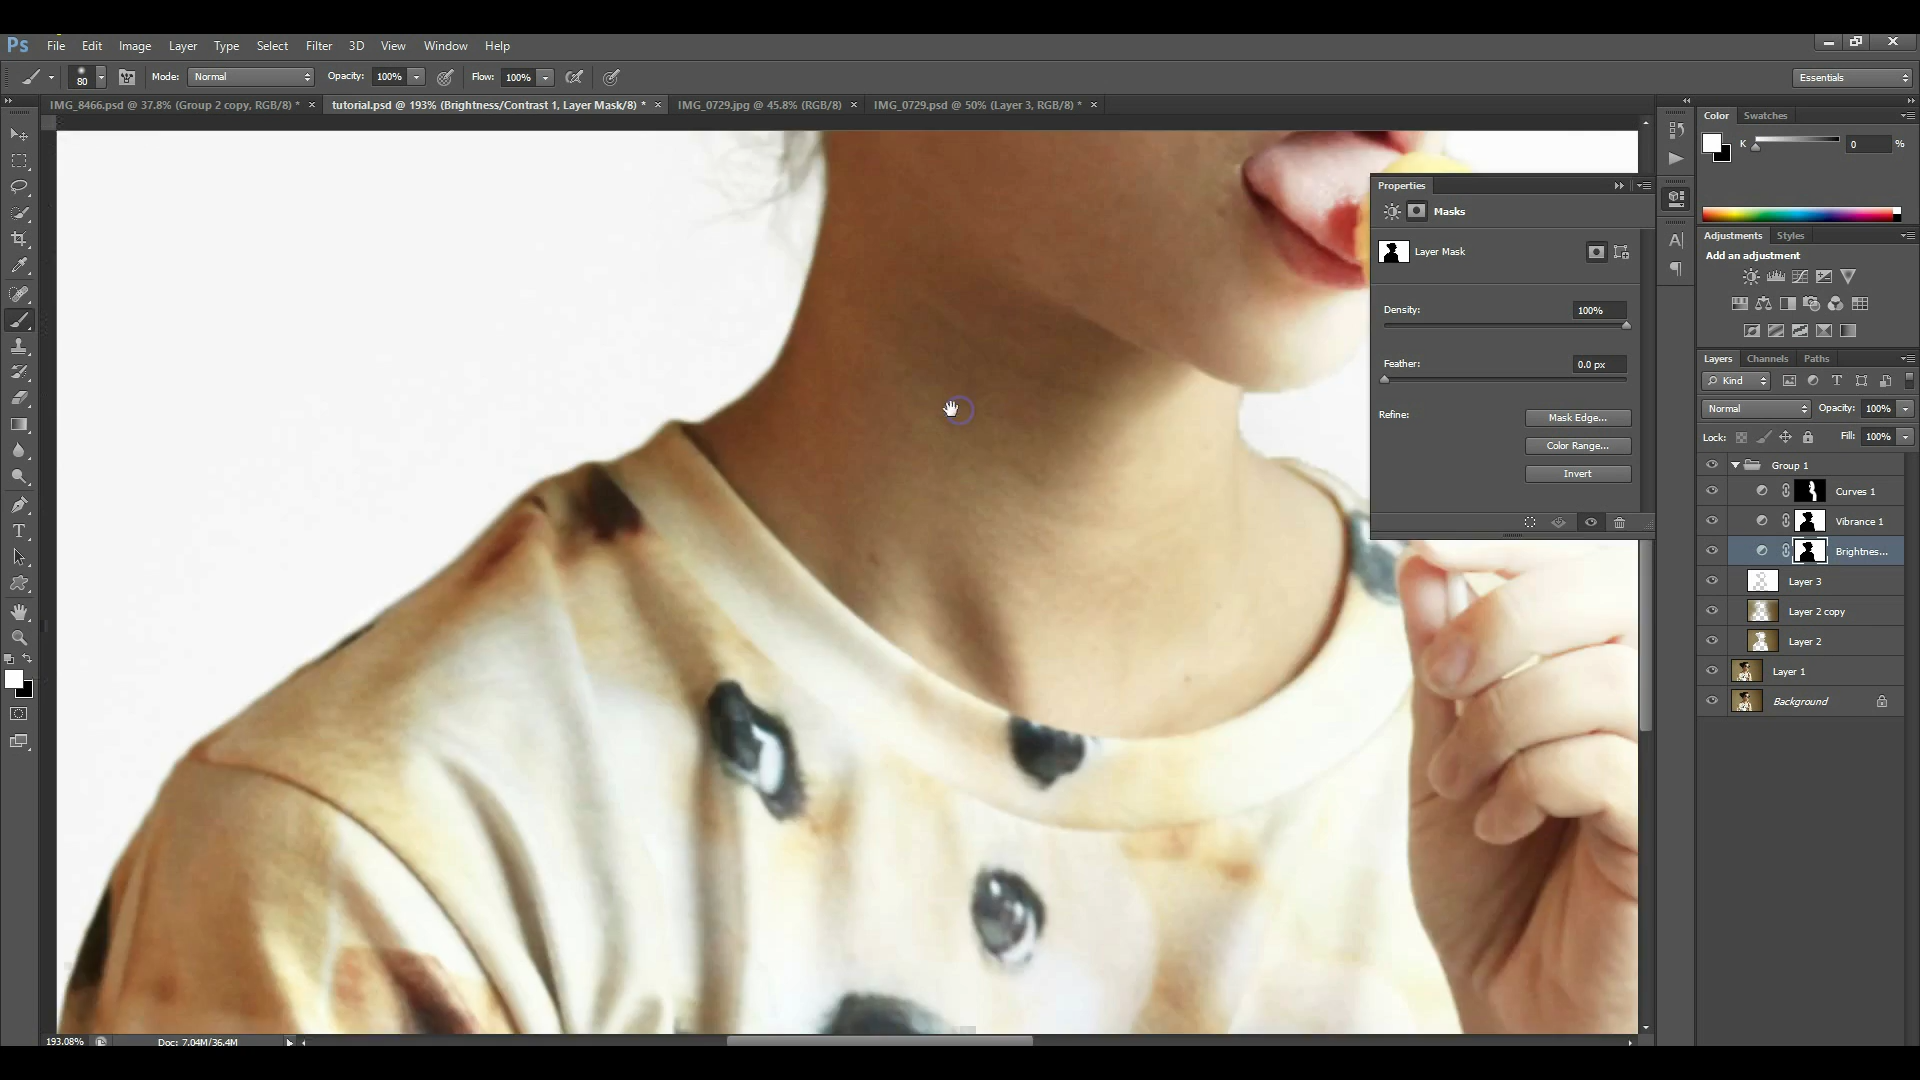 Ps File Edit Image Layer Type Select Filter 3D View Window Help
80 Mode: Normal Opacity: 100% Flow: 100% Essentials
IMG_8466.psd @ 37.8% (Group 2 copy, RGB/8) * × tutorial.psd @ 193% (Brightness/Contrast 1, Layer Mask/8) * × IMG_0729.jpg @ 45.8% (RGB/8) × IMG_0729.psd @ 50% (Layer 3, RGB/8) * ×
Color Swatches
K 0 %
Properties
Masks
Layer Mask
Density: 100%
Feather: 0.0 px
Refine: Mask Edge...
Color Range...
Invert
Adjustments Styles
Add an adjustment
Layers Channels Paths
Kind
Normal Opacity: 100%
Lock: Fill: 100%
Group 1
Curves 1
Vibrance 1
Brightnes...
Layer 3
Layer 2 copy
Layer 2
Layer 1
Background
193.08% Doc: 7.04M/36.4M